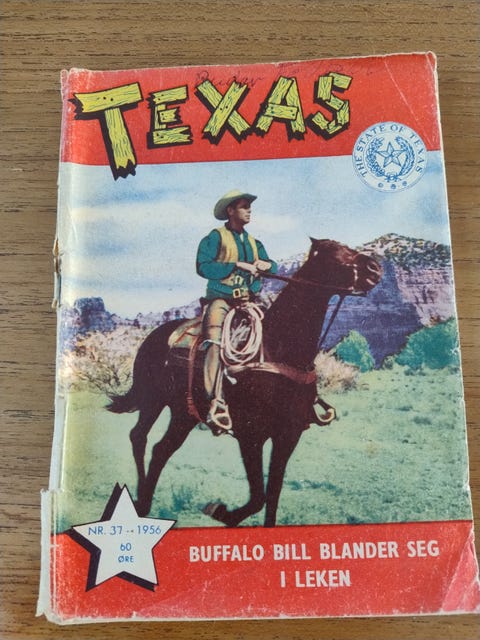 TEXAS
THE STATE OF TEXAS
NR. 37 -- 1956
60
ØRE
BUFFALO BILL BLANDER SEG
I LEKEN